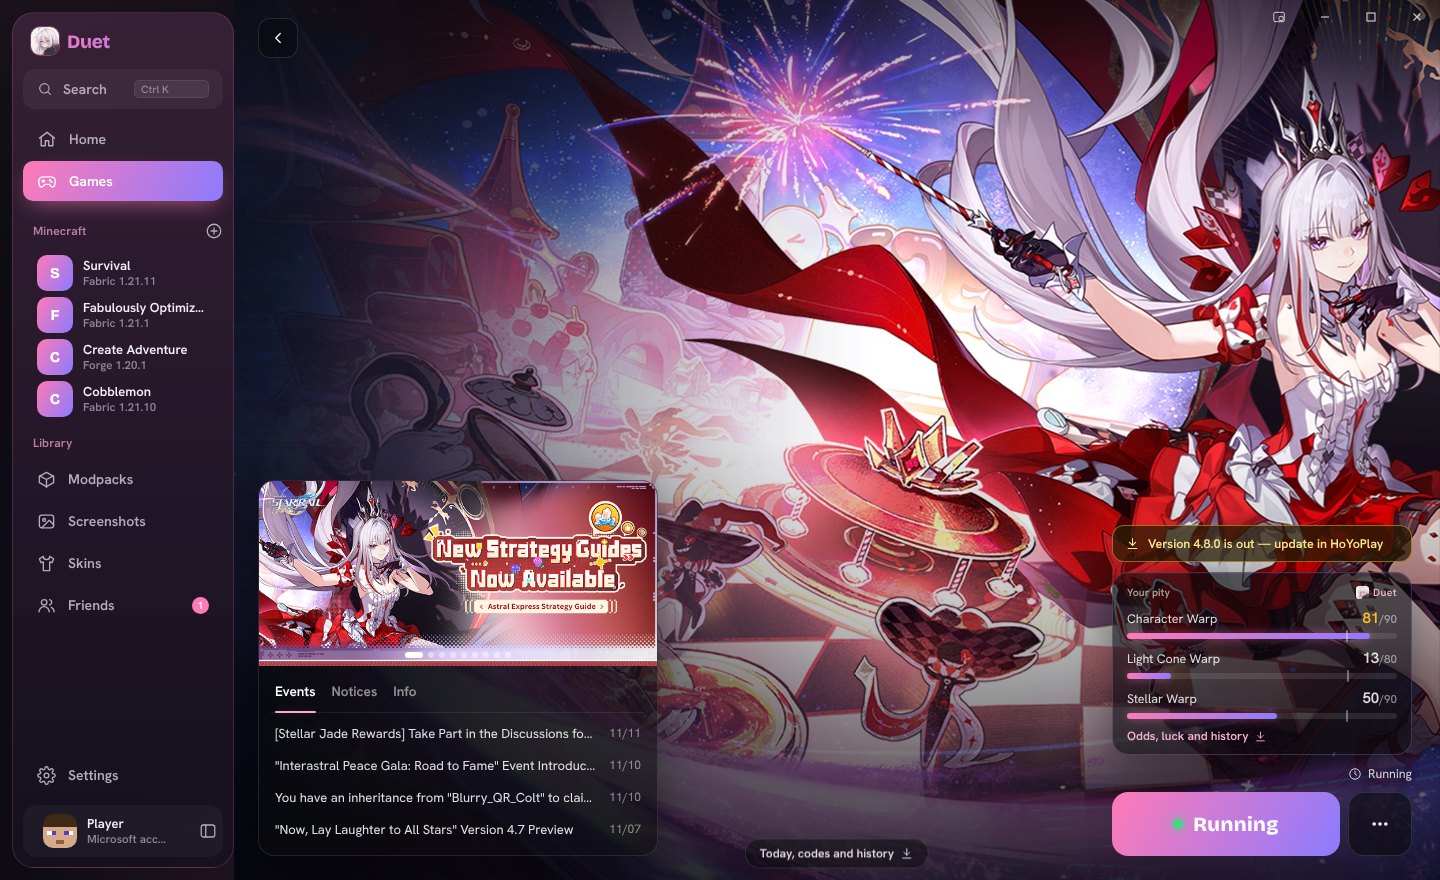 Duet
Search
Ctrl K
Home
Games
Minecraft
S
Survival
Fabric 1.21.11
F
Fabulously Optimiz...
Fabric 1.21.1
C
Create Adventure
Forge 1.20.1
C
Cobblemon
Fabric 1.21.10
Library
Modpacks
Screenshots
Skins
Friends
1
Settings
Player
Microsoft acc...
STAR RAIL
New Strategy Guides
Now Available
< Astral Express Strategy Guide >
Events
Notices
Info
[Stellar Jade Rewards] Take Part in the Discussions fo...
11/11
"Interastral Peace Gala: Road to Fame" Event Introduc...
11/10
You have an inheritance from "Blurry_QR_Colt" to clai...
11/10
"Now, Lay Laughter to All Stars" Version 4.7 Preview
11/07
Today, codes and history
Version 4.8.0 is out — update in HoYoPlay
Your pity
Duet
Character Warp
81/90
Light Cone Warp
13/80
Stellar Warp
50/90
Odds, luck and history
Running
Running